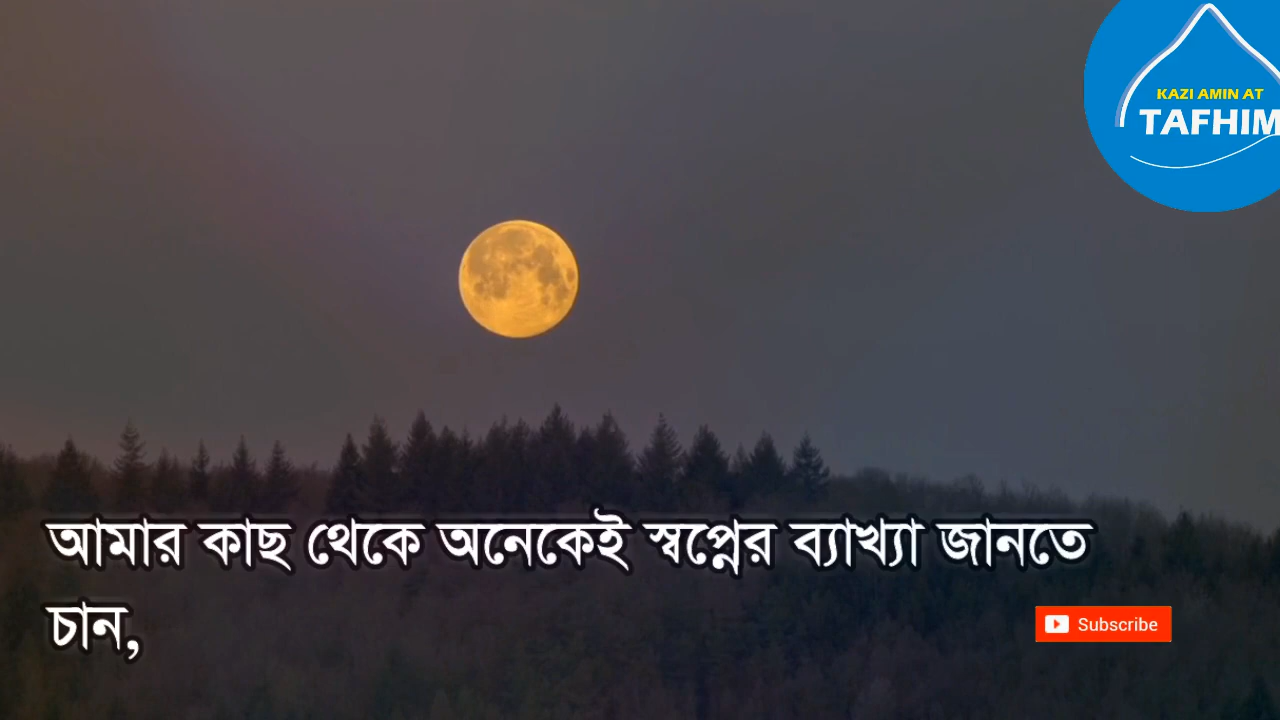 KAZI AMIN AT
TAFHIM
আমার কাছ থেকে অনেকেই স্বপ্নের ব্যাখ্যা জানতে
চান,
Subscribe